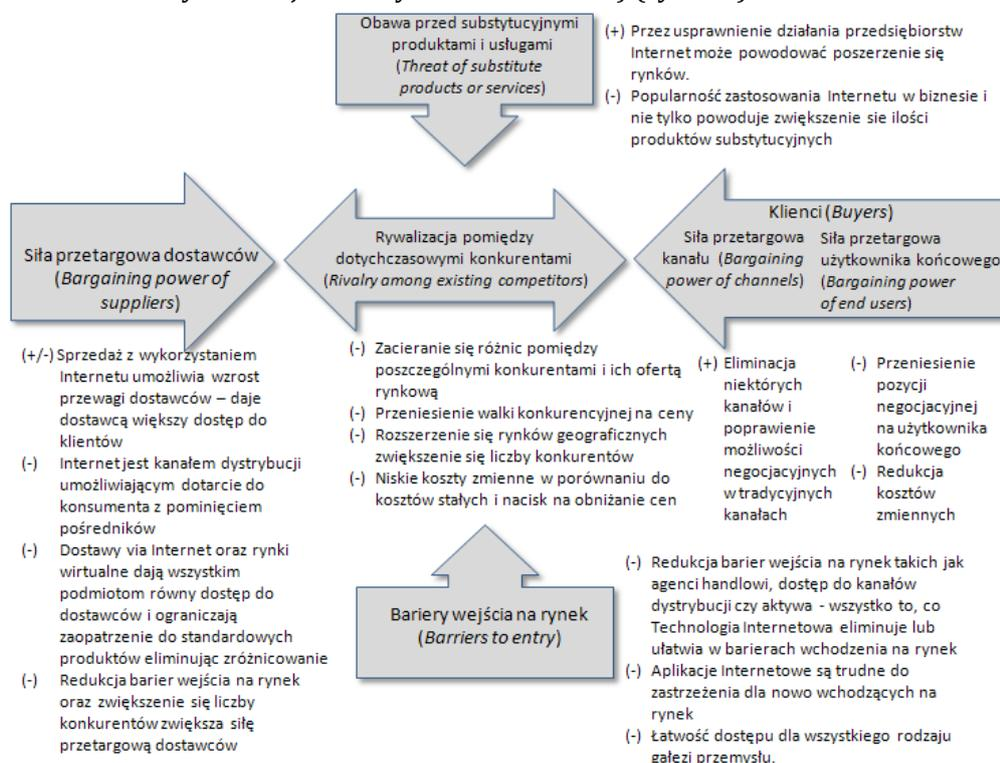 Obawa przed substytucyjnymi
produktami i usługami
(Threat of substitute
products or services)
(+) Przez usprawnienie działania przedsiębiorstw
Internet może powodować poszerzenie się
rynków.
(-) Popularność zastosowania Internetu w biznesie i
nie tylko powoduje zwiększenie sie ilości
produktów substytucyjnych
Siła przetargowa dostawców
(Bargaining power of
suppliers)
Rywalizacja pomiędzy
dotychczasowymi konkurentami
(Rivalry among existing competitors)
Klienci (Buyers)
Siła przetargowa
kanału (Bargaining
power of channels)
Siła przetargowa
użytkownika końcowego
(Bargaining power
of end users)
(+/-) Sprzedaż z wykorzystaniem
Internetu umożliwia wzrost
przewagi dostawców – daje
dostawcą większy dostęp do
klientów
(-) Internet jest kanałem dystrybucji
umożliwiającym dotarcie do
konsumenta z pominięciem
pośredników
(-) Dostawy via Internet oraz rynki
wirtualne dają wszystkim
podmiotom równy dostęp do
dostawców i ograniczają
zaopatrzenie do standardowych
produktów eliminując zróżnicowanie
(-) Redukcja barier wejścia na rynek
oraz zwiększenie się liczby
konkurentów zwiększa siłę
przetargową dostawców
(-) Zacieranie się różnic pomiędzy
poszczególnymi konkurentami i ich ofertą
rynkową
(-) Przeniesienie walki konkurencyjnej na ceny
(-) Rozszerzenie się rynków geograficznych
zwiększenie się liczby konkurentów
(-) Niskie koszty zmienne w porównaniu do
kosztów stałych i nacisk na obniżanie cen
(+) Eliminacja
niektórych
kanałów i
poprawienie
możliwości
negocjacyjnych
w tradycyjnych
kanałach
(-) Przeniesienie
pozycji
negocjacyjnej
na użytkownika
końcowego
(-) Redukcja
kosztów
zmiennych
Bariery wejścia na rynek
(Barriers to entry)
(-) Redukcja barier wejścia na rynek takich jak
agenci handlowi, dostęp do kanałów
dystrybucji czy aktywa - wszystko to, co
Technologia Internetowa eliminuje lub
ułatwia w barierach wchodzenia na rynek
(-) Aplikacje Internetowe są trudne do
zastrzeżenia dla nowo wchodzących na
rynek
(-) Łatwość dostępu dla wszystkiego rodzaju
gałęzi przemysłu.